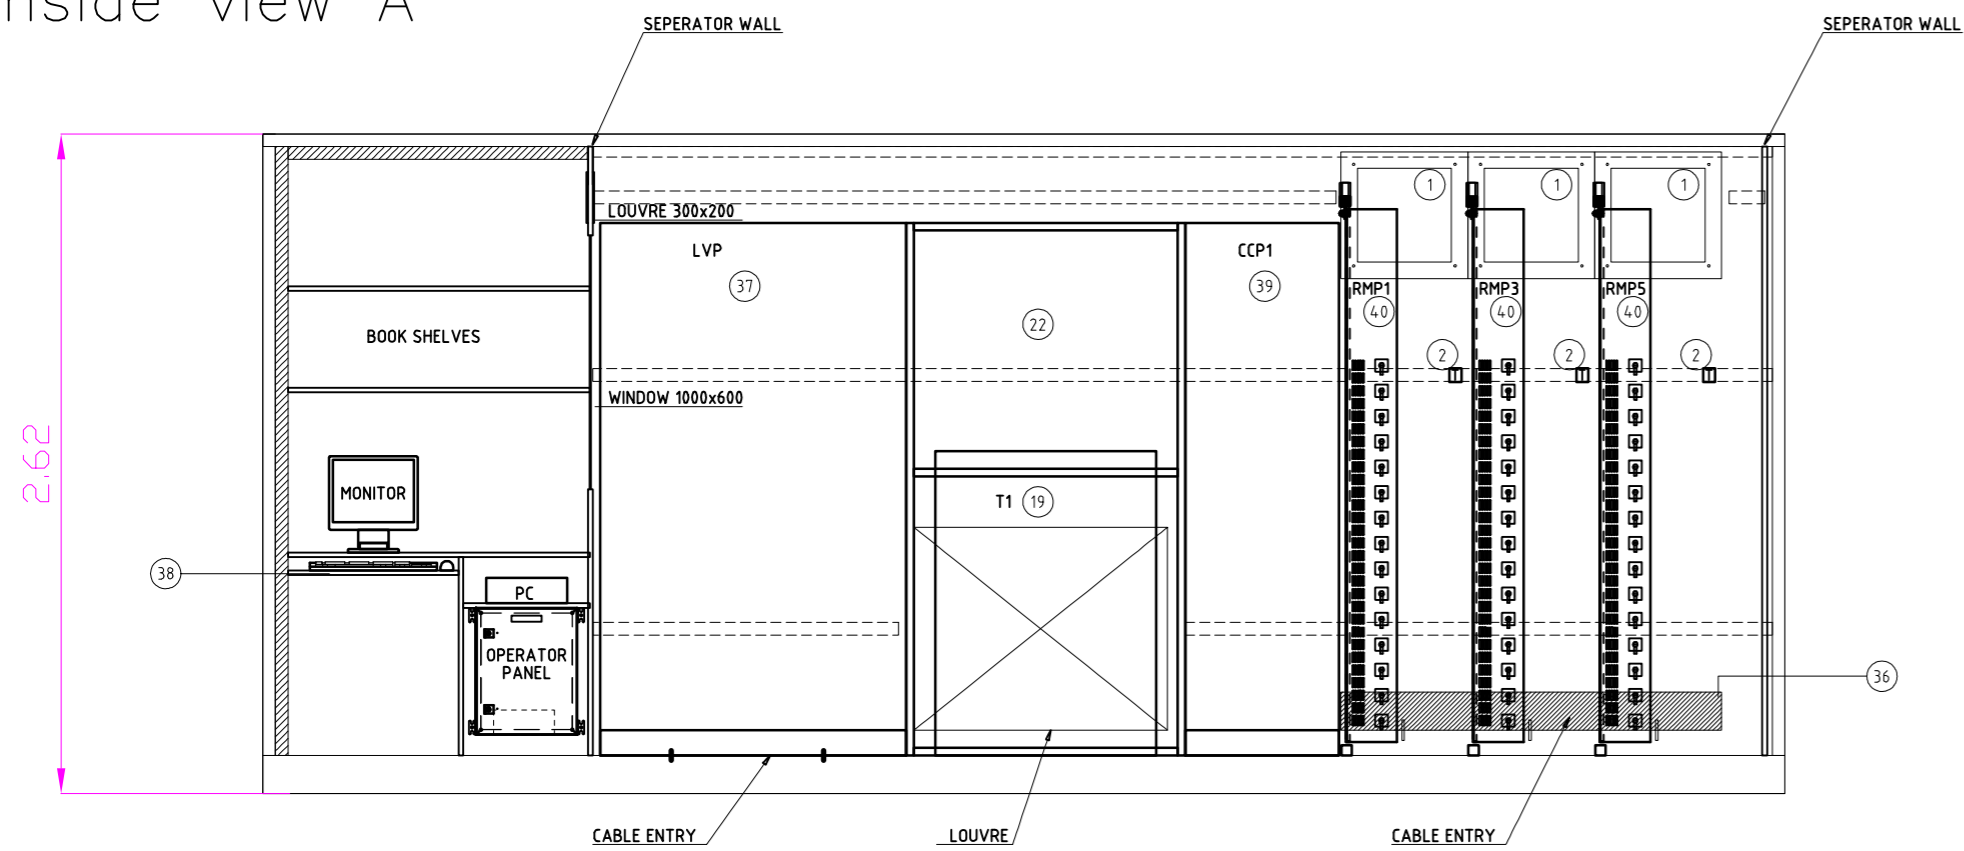 nside view A
SEPERATOR WALL
SEPERATOR WALL
1
1
1
LOUVRE 300x200
LVP
CCP1
37
39
RMP1
RMP3
RMP5
40
40
40
22
BOOK SHELVES
2
2
2
WINDOW 1000x600
2.62
MONITOR
T1
19
38
PC
OPERATOR
PANEL
36
CABLE ENTRY
LOUVRE
CABLE ENTRY